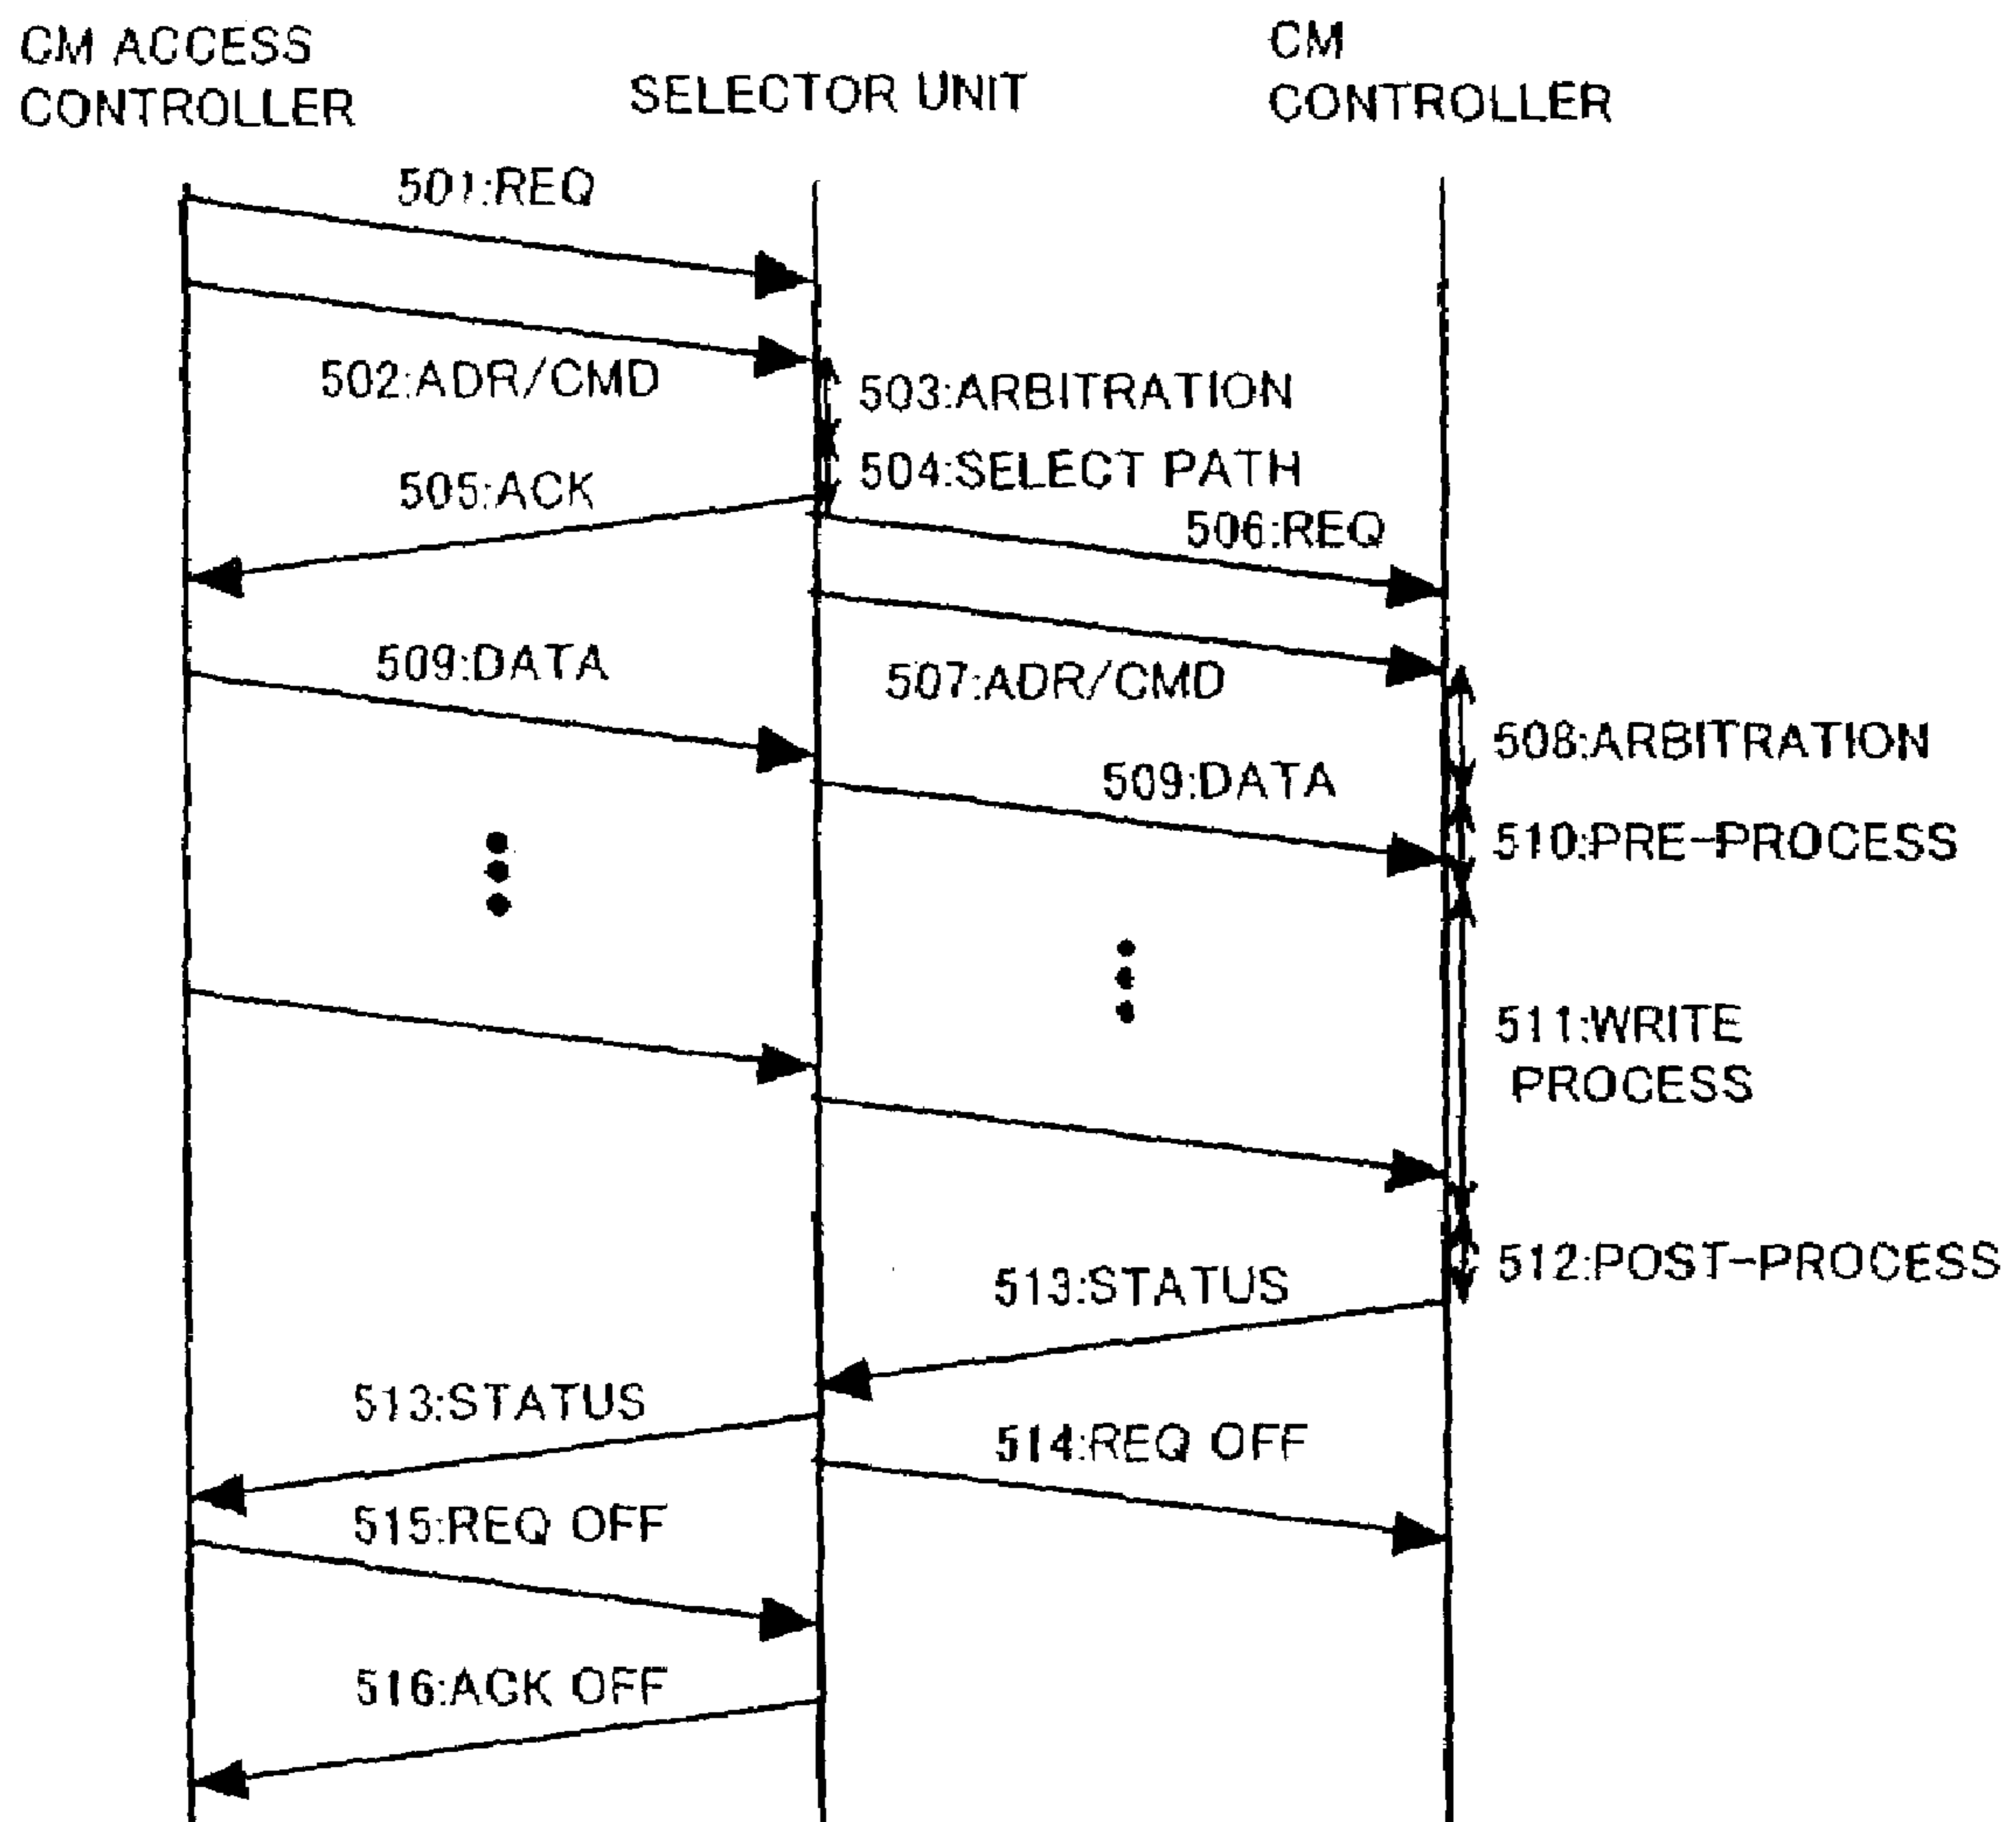 CM ACCESS
CONTROLLER
SELECTOR UNIT
CM
CONTROLLER
501:REQ
502:ADR/CMD
503:ARBITRATION
504:SELECT PATH
505:ACK
506:REQ
509:DATA
507:ADR/CMD
508:ARBITRATION
509:DATA
510:PRE-PROCESS
511:WRITE
PROCESS
512:POST-PROCESS
513:STATUS
513:STATUS
514:REQ OFF
515:REQ OFF
516:ACK OFF